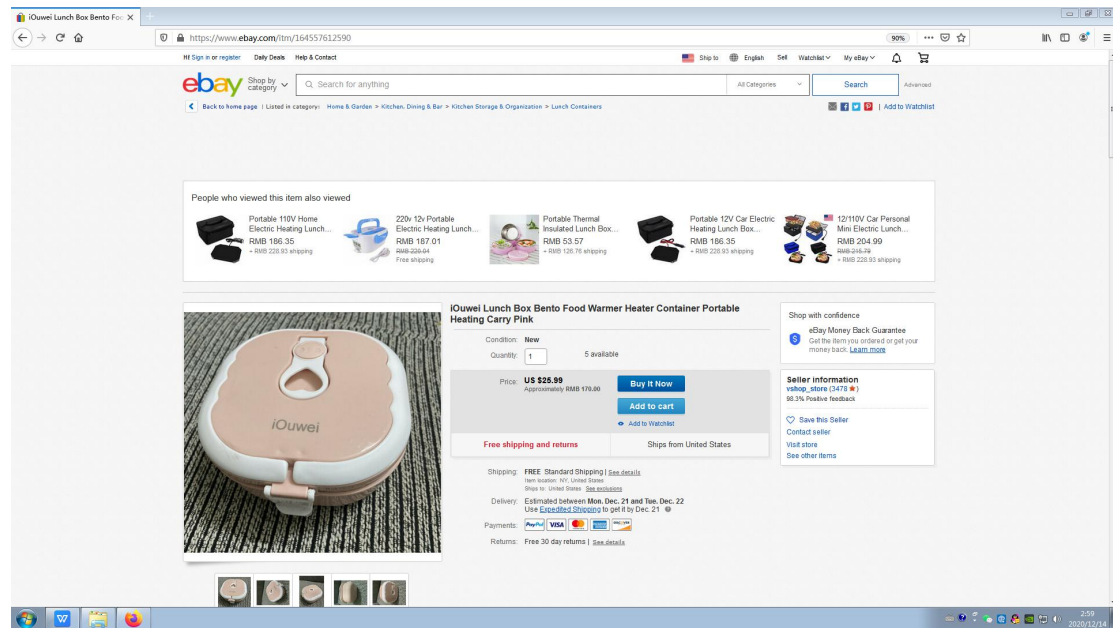 iOuwei Lunch Box Bento Foo
https://www.ebay.com/itm/164557612590
90%
Hi! Sign in or register Daily Deals Help & Contact
Ship to English Sell Watchlist My eBay
ebay Shop by category
Search for anything
All Categories
Search
Advanced
Back to home page | Listed in category: Home & Garden > Kitchen, Dining & Bar > Kitchen Storage & Organization > Lunch Containers
| Add to Watchlist
People who viewed this item also viewed
Portable 110V Home
Electric Heating Lunch...
RMB 186.35
+ RMB 228.93 shipping
220v 12v Portable
Electric Heating Lunch...
RMB 187.01
RMB 220.04
Free shipping
Portable Thermal
Insulated Lunch Box...
RMB 53.57
+ RMB 126.76 shipping
Portable 12V Car Electric
Heating Lunch Box...
RMB 186.35
+ RMB 228.93 shipping
12/110V Car Personal
Mini Electric Lunch...
RMB 204.99
RMB 215.79
+ RMB 228.93 shipping
iOuwei
iOuwei Lunch Box Bento Food Warmer Heater Container Portable
Heating Carry Pink
Condition: New
Quantity: 1 5 available
Price: US $25.99
Approximately RMB 170.00
Buy It Now
Add to cart
Add to Watchlist
Free shipping and returns
Ships from United States
Shipping: FREE Standard Shipping | See details
Item location: NY, United States
Ships to: United States See exclusions
Delivery: Estimated between Mon. Dec. 21 and Tue. Dec. 22
Use Expedited Shipping to get it by Dec. 21
Payments: PayPal VISA
Returns: Free 30 day returns | See details
Shop with confidence
eBay Money Back Guarantee
Get the item you ordered or get your
money back. Learn more
Seller information
vshop_store (3478)
98.3% Positive feedback
Save this Seller
Contact seller
Visit store
See other items
2:59
2020/12/14